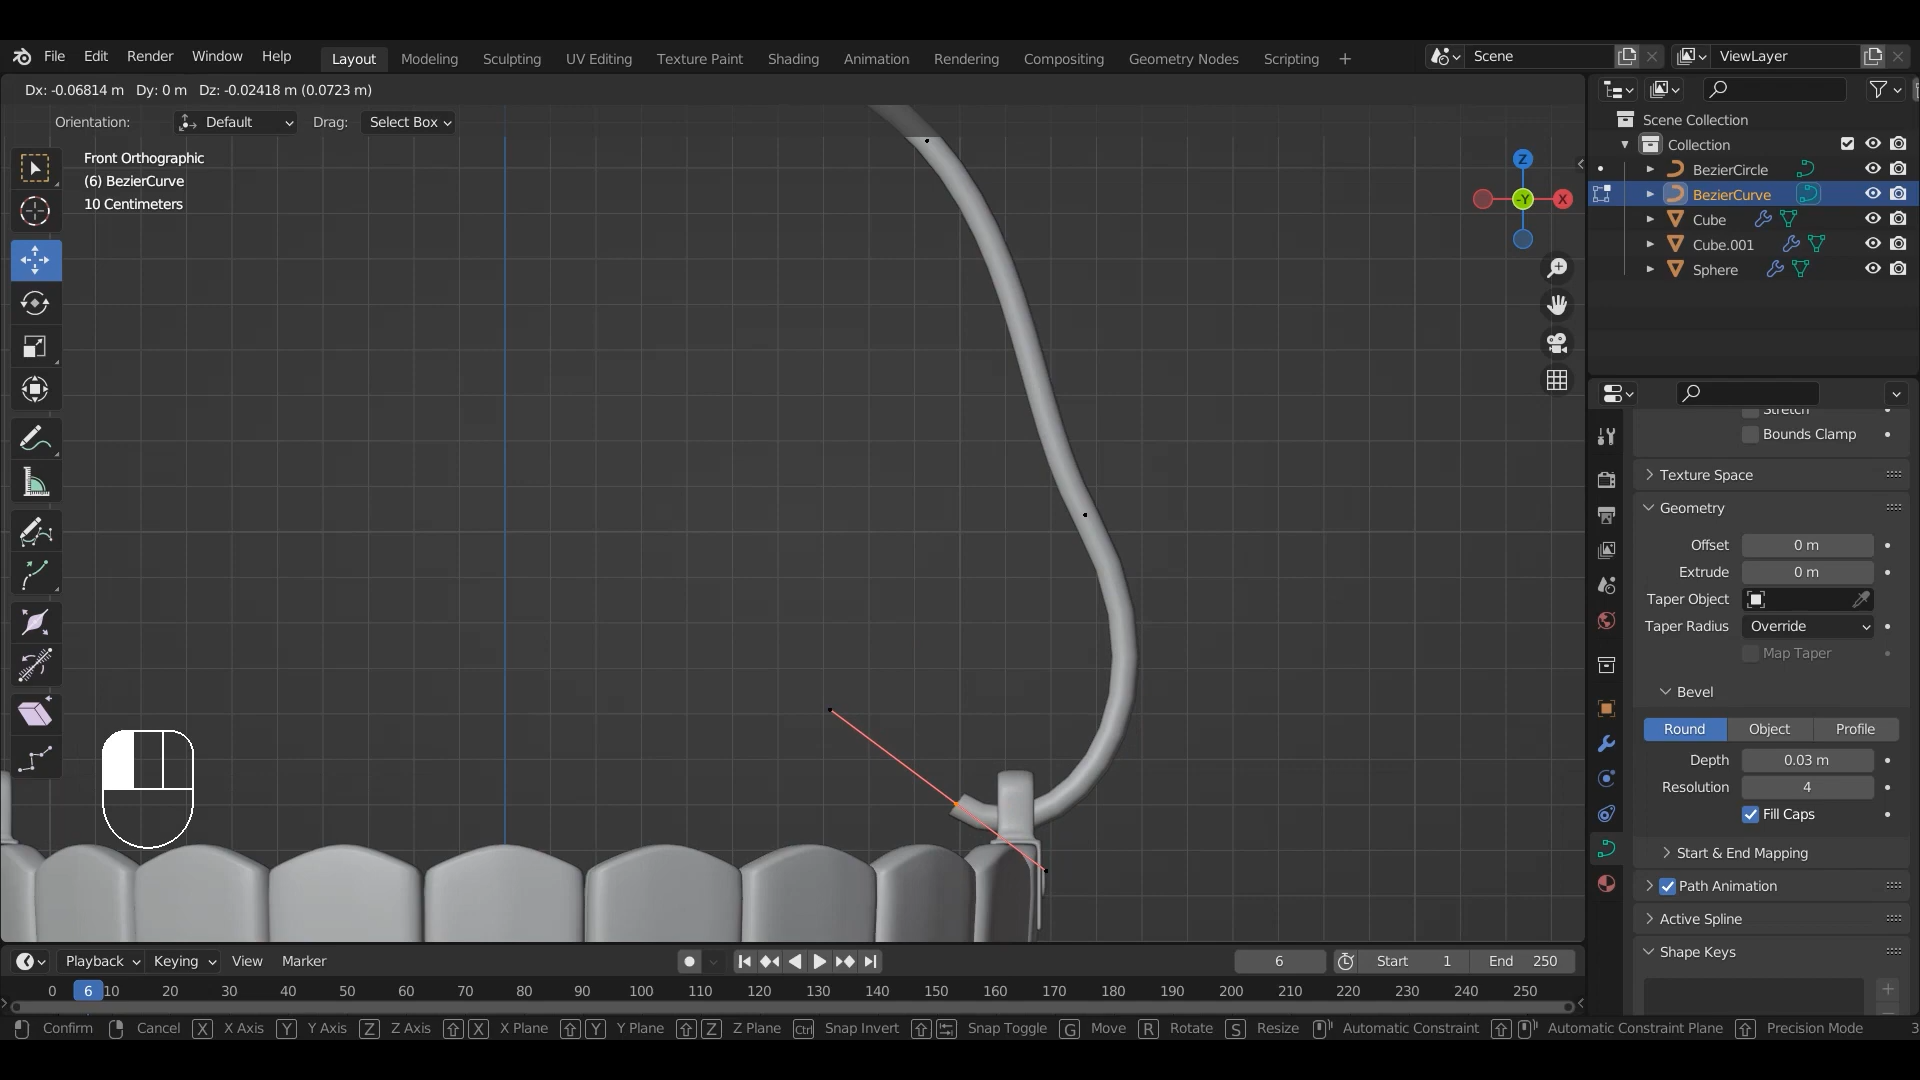 File Edit Render Window Help Layout Modeling Sculpting UV Editing Texture Paint Shading Animation Rendering Compositing Geometry Nodes Scripting + Scene ViewLayer
Dx: -0.06814 m Dy: 0 m Dz: -0.02418 m (0.0723 m)
Orientation: Default Drag: Select Box
Front Orthographic
(6) BezierCurve
10 Centimeters
Z
-Y
X
Scene Collection
Collection
BezierCircle
BezierCurve
Cube
Cube.001
Sphere
Stretch
Bounds Clamp
Texture Space
Geometry
Offset 0 m
Extrude 0 m
Taper Object
Taper Radius Override
Map Taper
Bevel
Round Object Profile
Depth 0.03 m
Resolution 4
Fill Caps
Start & End Mapping
Path Animation
Active Spline
Shape Keys
Playback Keying View Marker 6 Start 1 End 250
0 6 10 20 30 40 50 60 70 80 90 100 110 120 130 140 150 160 170 180 190 200 210 220 230 240 250
Confirm Cancel X X Axis Y Y Axis Z Z Axis X X Plane Y Y Plane Z Z Plane Ctrl Snap Invert Snap Toggle G Move R Rotate S Resize Automatic Constraint Automatic Constraint Plane Precision Mode 3